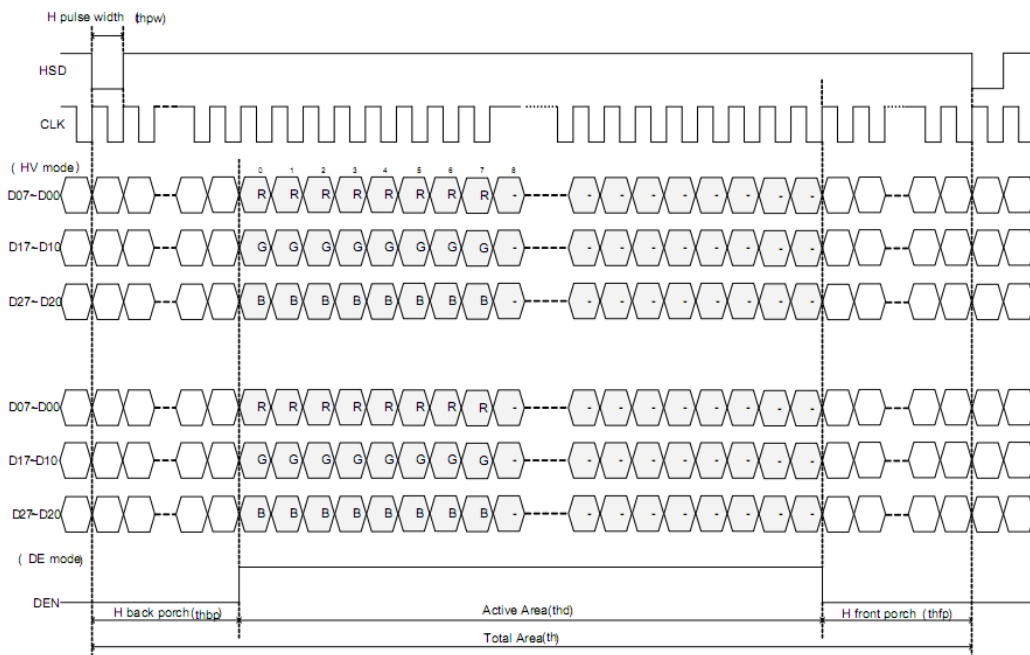 H pulse width (thpw)
HSD
CLK
( HV mode)
0 1 2 3 4 5 6 7 8
D07~D00 R R R R R R R R - - - - - - - - -
D17~D10 G G G G G G G G - - - - - - - - -
D27~D20 B B B B B B B B - - - - - - - - -
D07~D00 R R R R R R R R - - - - - - - - -
D17~D10 G G G G G G G G - - - - - - - - -
D27~D20 B B B B B B B B - - - - - - - - -
( DE mode)
DEN
H back porch(thbp) Active Area(thd) H front porch (thfp)
Total Area(th)